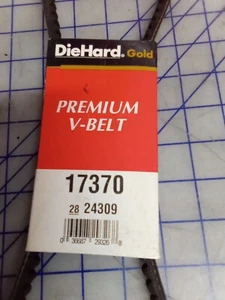 DieHard. Gold
PREMIUM
V-BELT
17370
28 24309